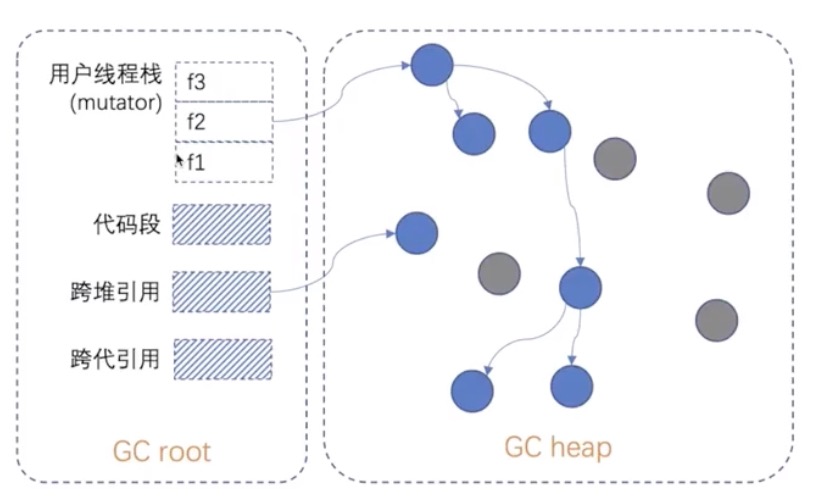 用户线程栈
(mutator)
f3
f2
f1
代码段
跨堆引用
跨代引用
GC root
GC heap